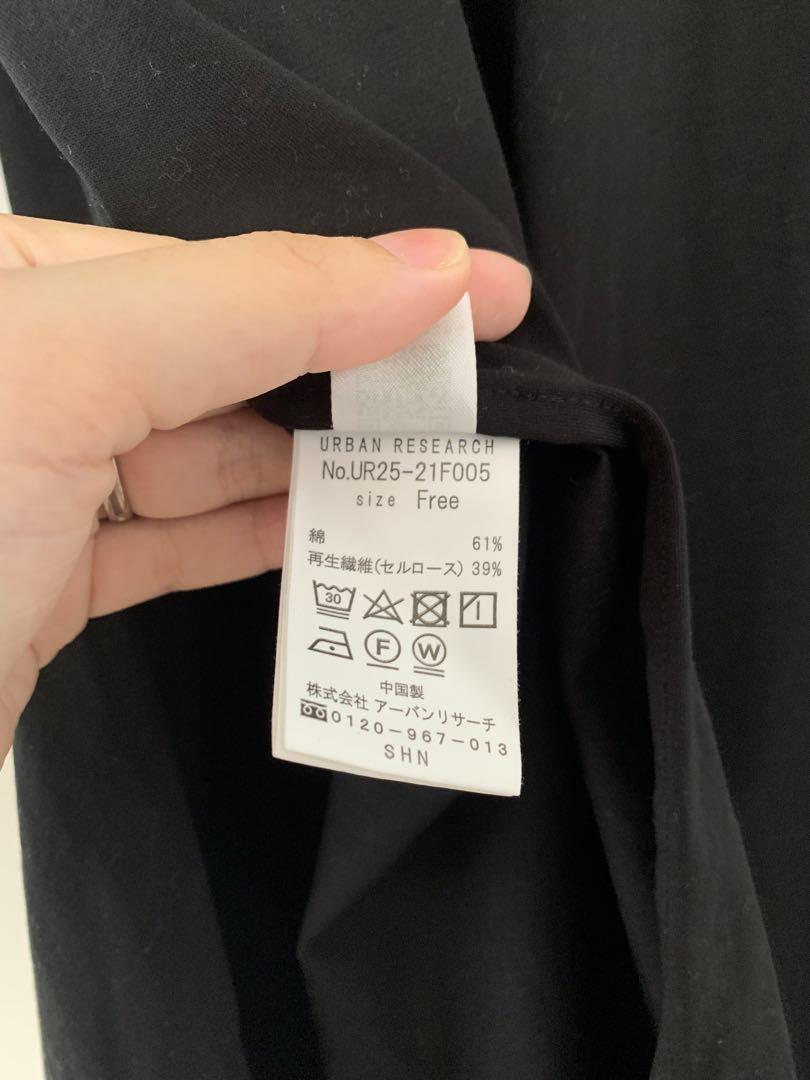 URBAN RESEARCH
No.UR25-21F005
size Free
綿 61%
再生繊維(セルロース) 39%
30
F W
中国製
株式会社 アーバンリサーチ
0120-967-013
SHN